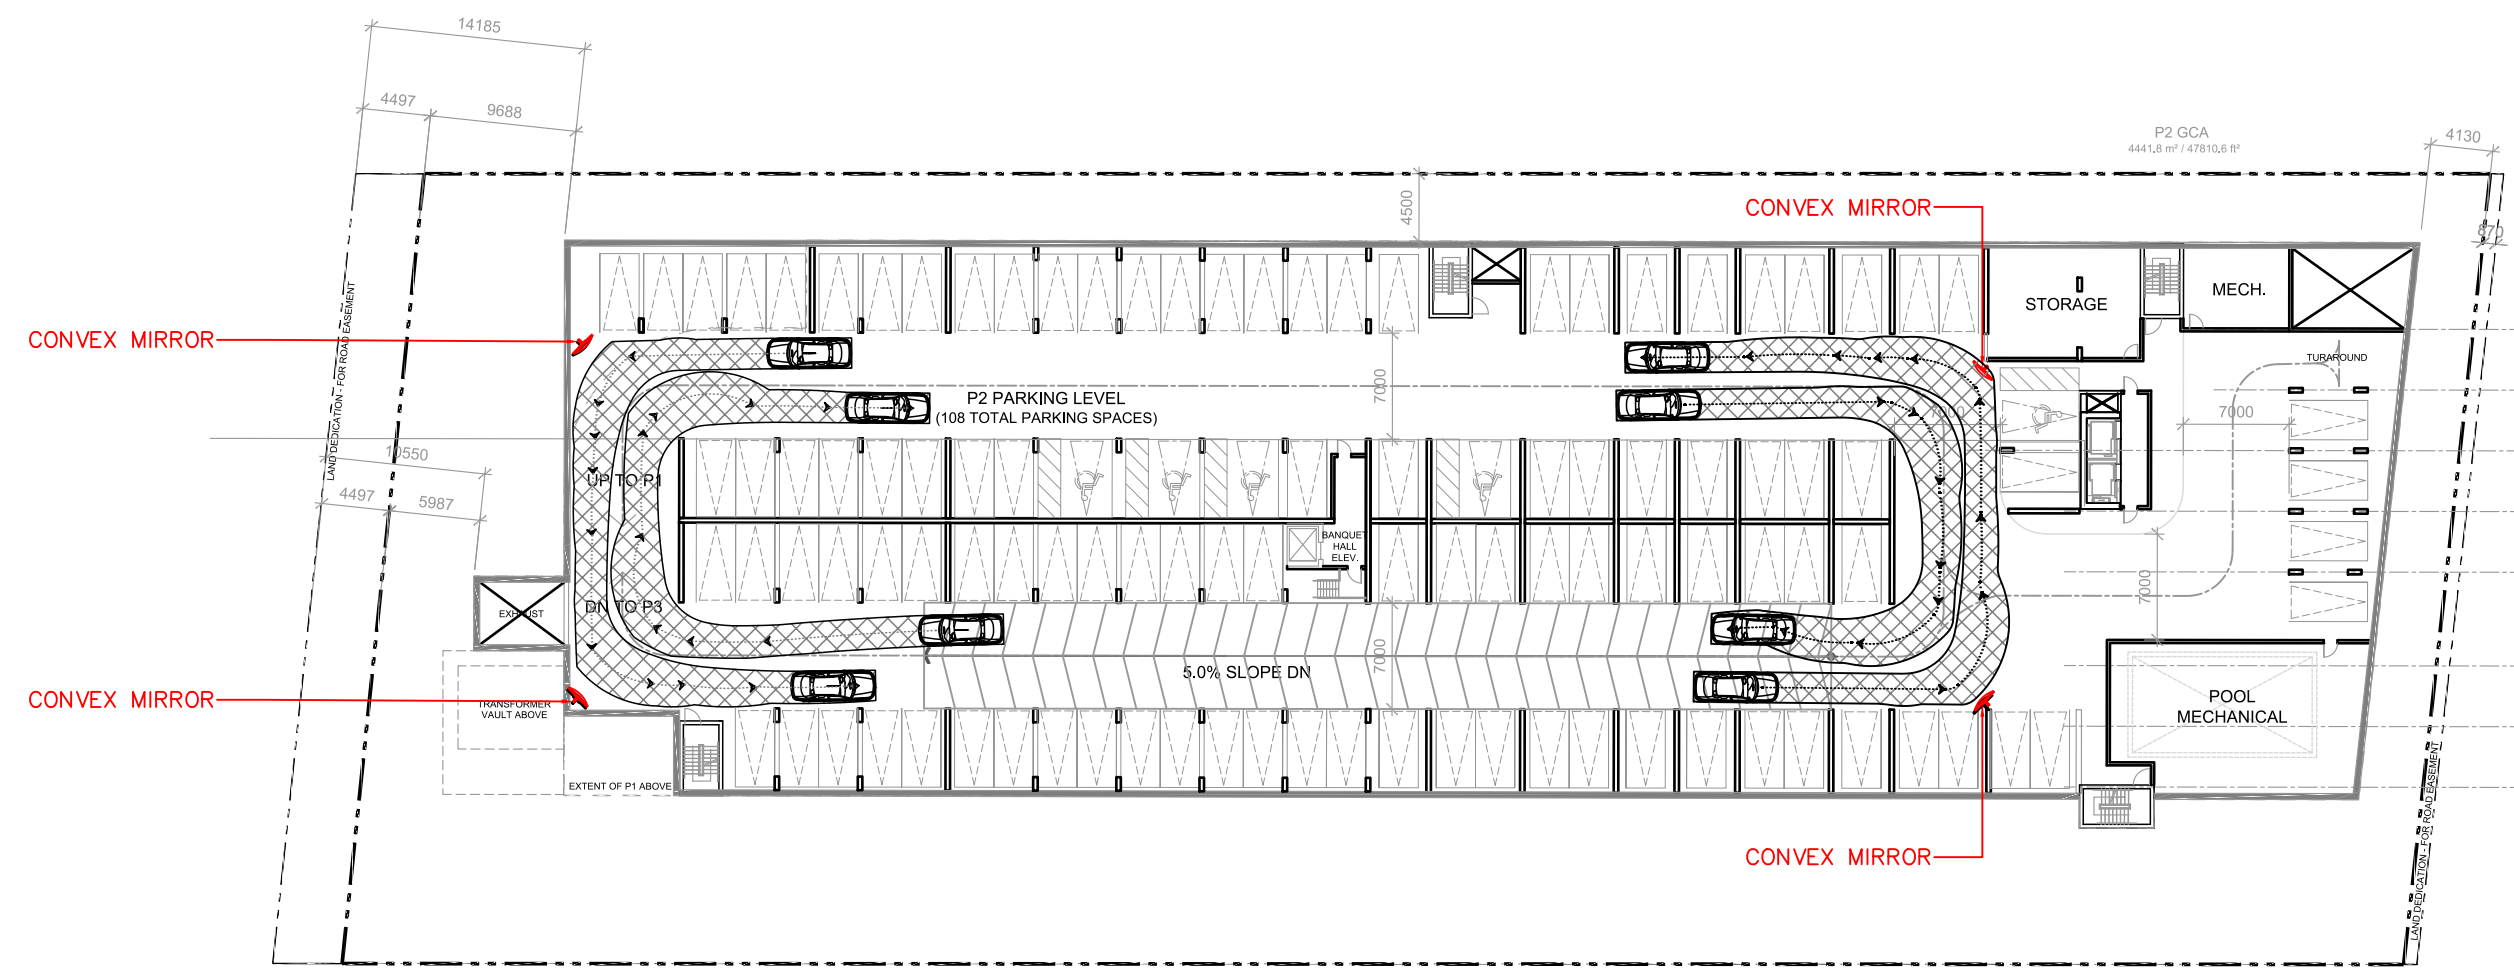 14185
4497
9688
P2 GCA
4441.8 m² / 47810.6 ft²
4130
4500
CONVEX MIRROR
870
STORAGE
MECH.
CONVEX MIRROR
LAND DEDICATION - FOR ROAD EASEMENT
TURAROUND
7000
P2 PARKING LEVEL
(108 TOTAL PARKING SPACES)
7000
7000
10550
UP TO P1
4497
5987
BANQUET
HALL
ELEV.
7000
EXHAUST
DN TO P3
7000
5.0% SLOPE DN
CONVEX MIRROR
TRANSFORMER
VAULT ABOVE
POOL
MECHANICAL
EXTENT OF P1 ABOVE
LAND DEDICATION - FOR ROAD EASEMENT
CONVEX MIRROR